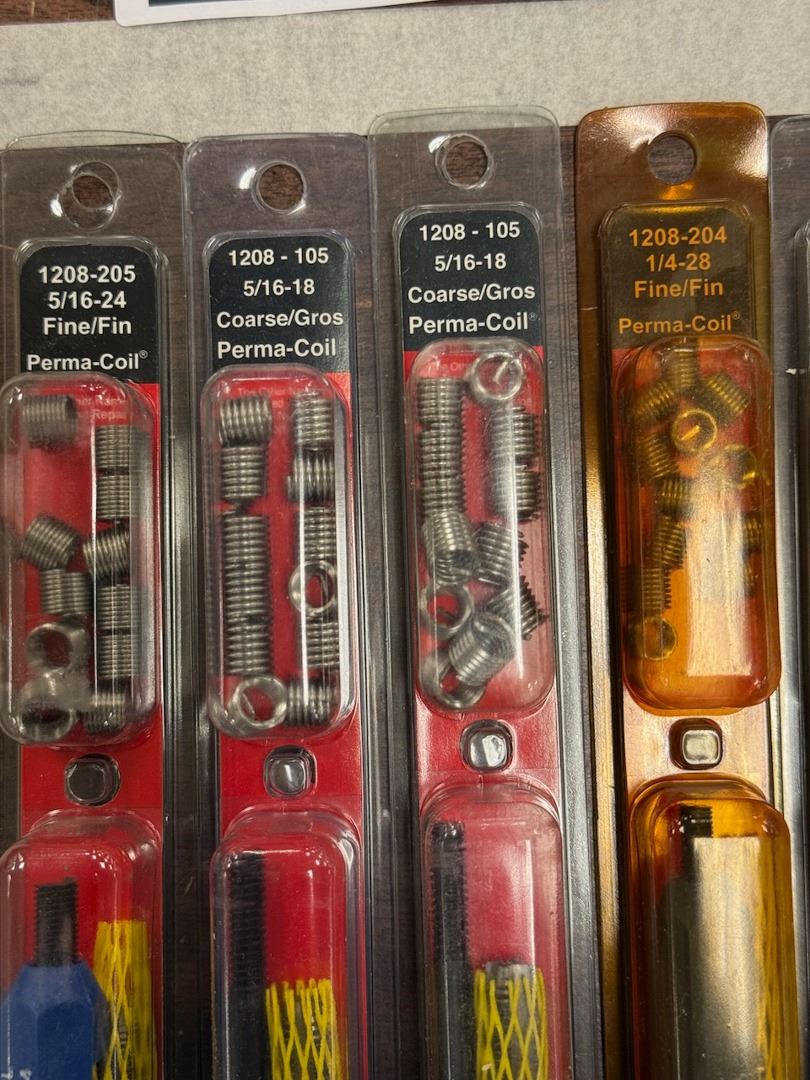 1208-205
5/16-24
Fine/Fin
Perma-Coil®
1208 - 105
5/16-18
Coarse/Gros
Perma-Coil
1208 - 105
5/16-18
Coarse/Gros
Perma-Coil®
1208-204
1/4-28
Fine/Fin
Perma-Coil®